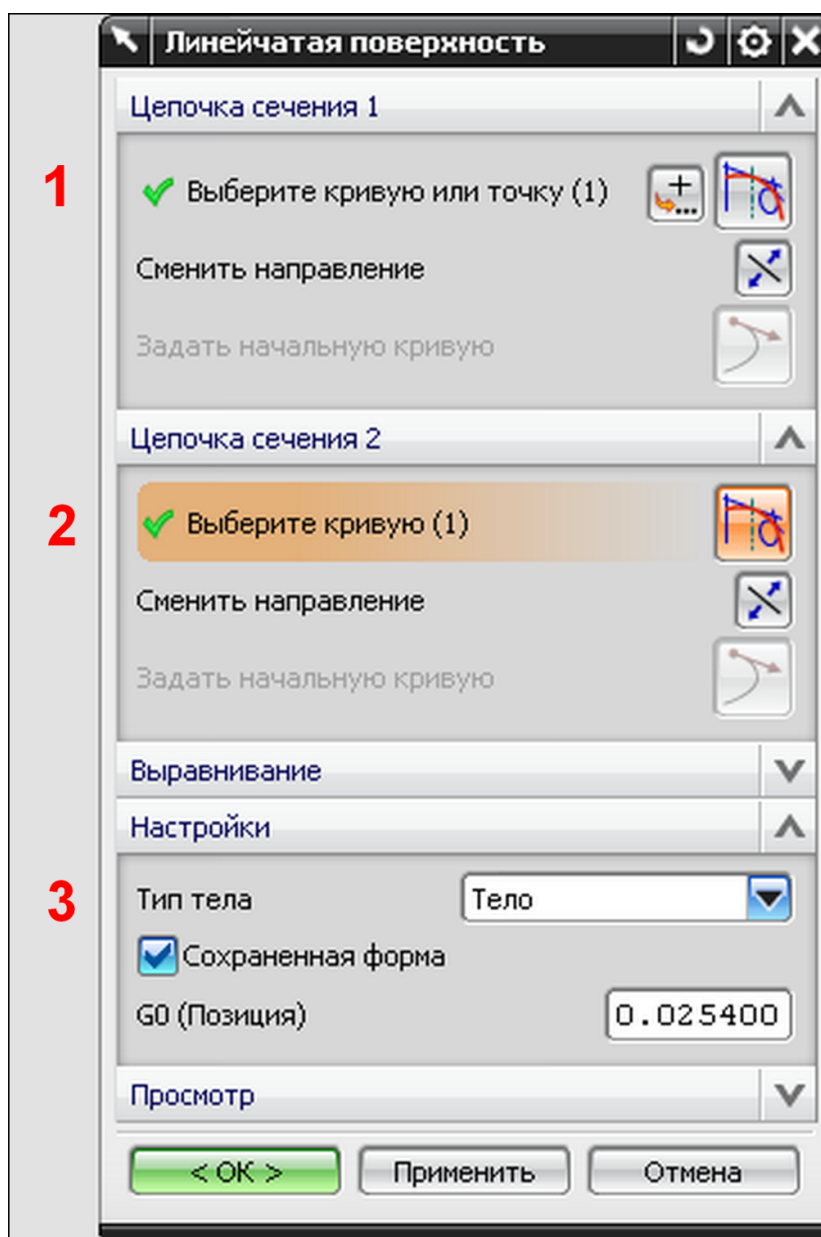 Линейчатая поверхность
Цепочка сечения 1
1
Выберите кривую или точку (1)
Сменить направление
Задать начальную кривую
Цепочка сечения 2
2
Выберите кривую (1)
Сменить направление
Задать начальную кривую
Выравнивание
Настройки
3
Тип тела Тело
Сохраненная форма
G0 (Позиция) 0.025400
Просмотр
< OK > Применить Отмена